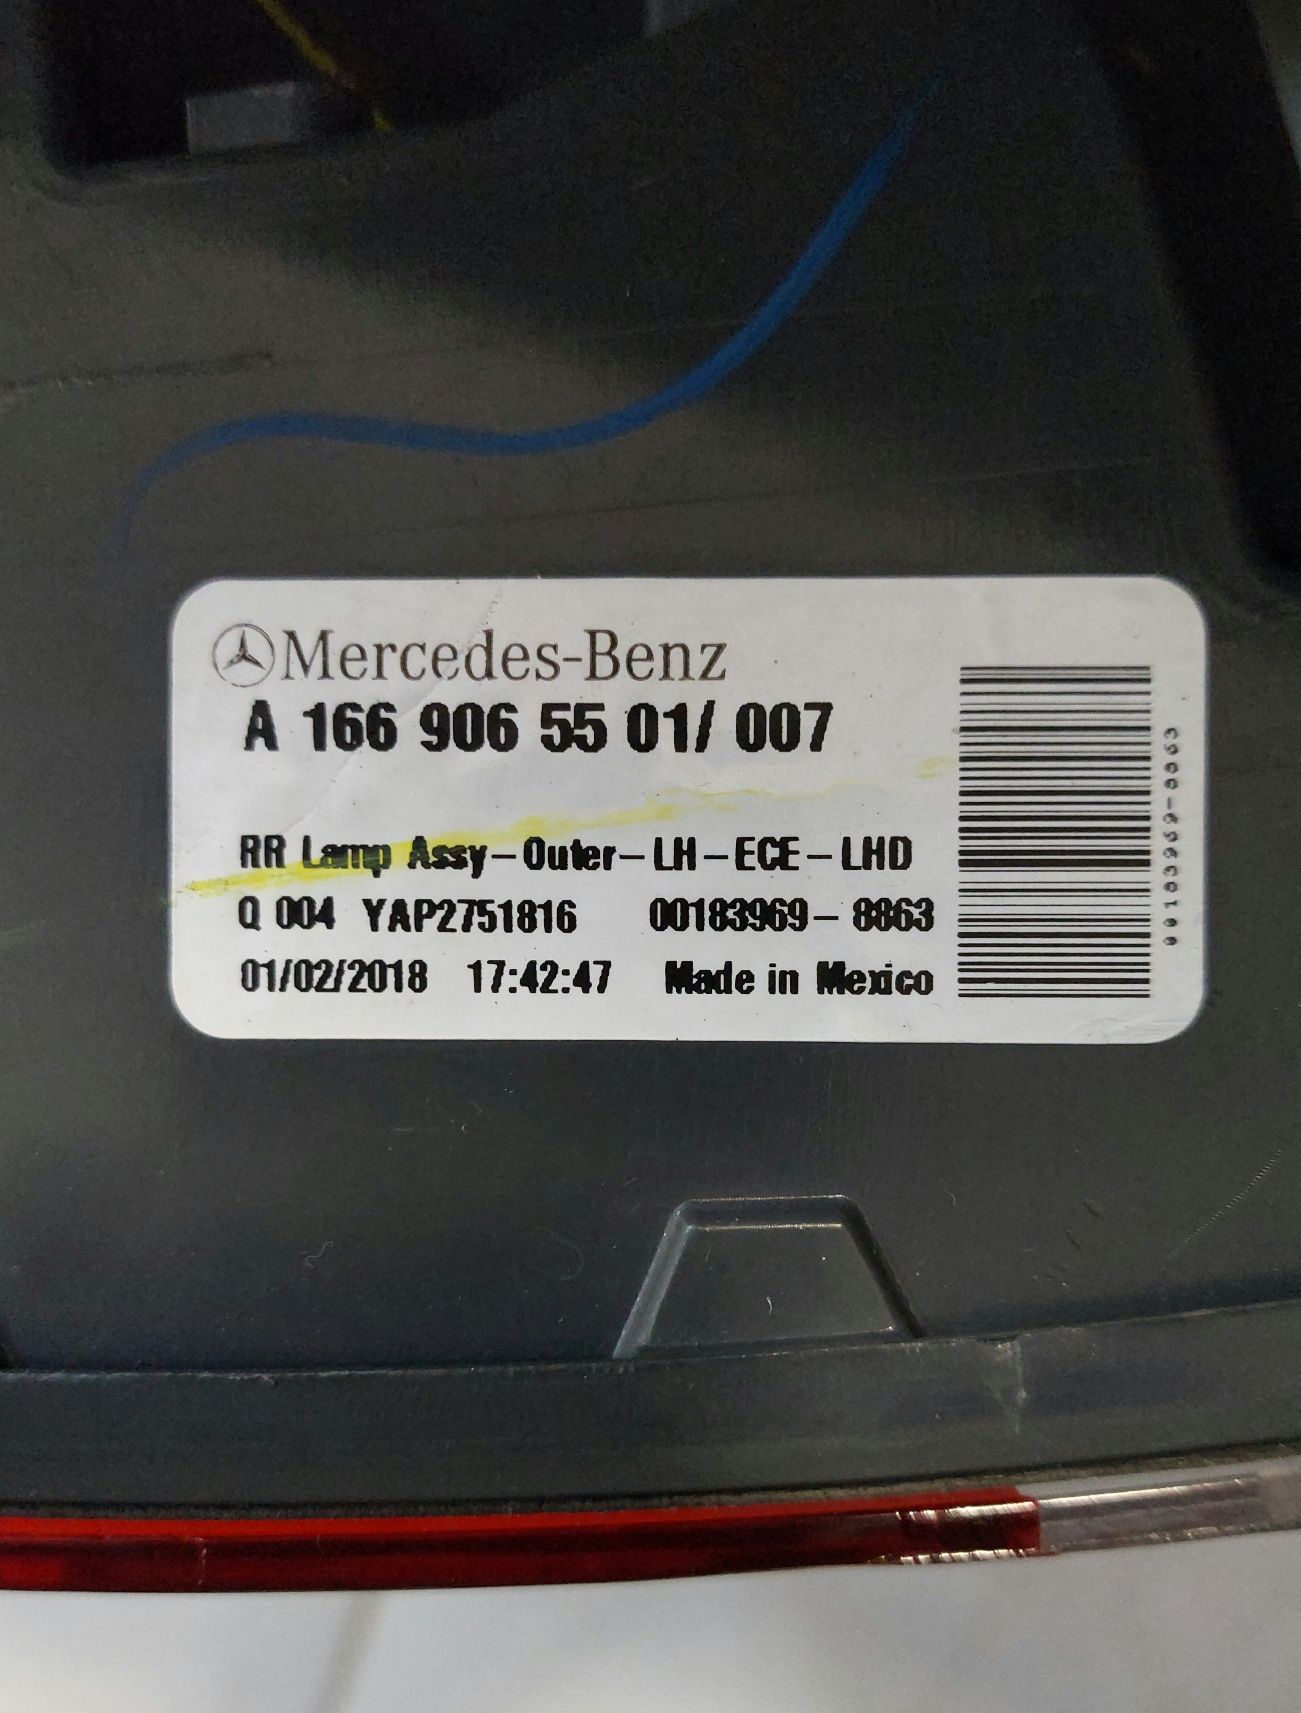 Mercedes-Benz
A 166 906 55 01/ 007
RR Lamp Assy-Outer-LH-ECE-LHD
Q 004 YAP2751816 00183969-8863
01/02/2018 17:42:47 Made in Mexico